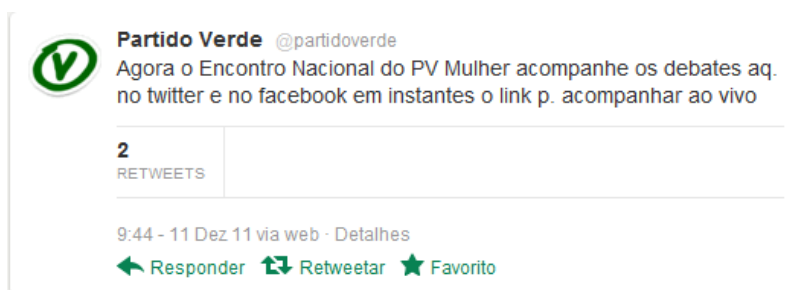 Partido Verde @partidoverde
Agora o Encontro Nacional do PV Mulher acompanhe os debates aq.
no twitter e no facebook em instantes o link p. acompanhar ao vivo
2
RETWEETS
9:44 - 11 Dez 11 via web · Detalhes
Responder Retweetar Favorito